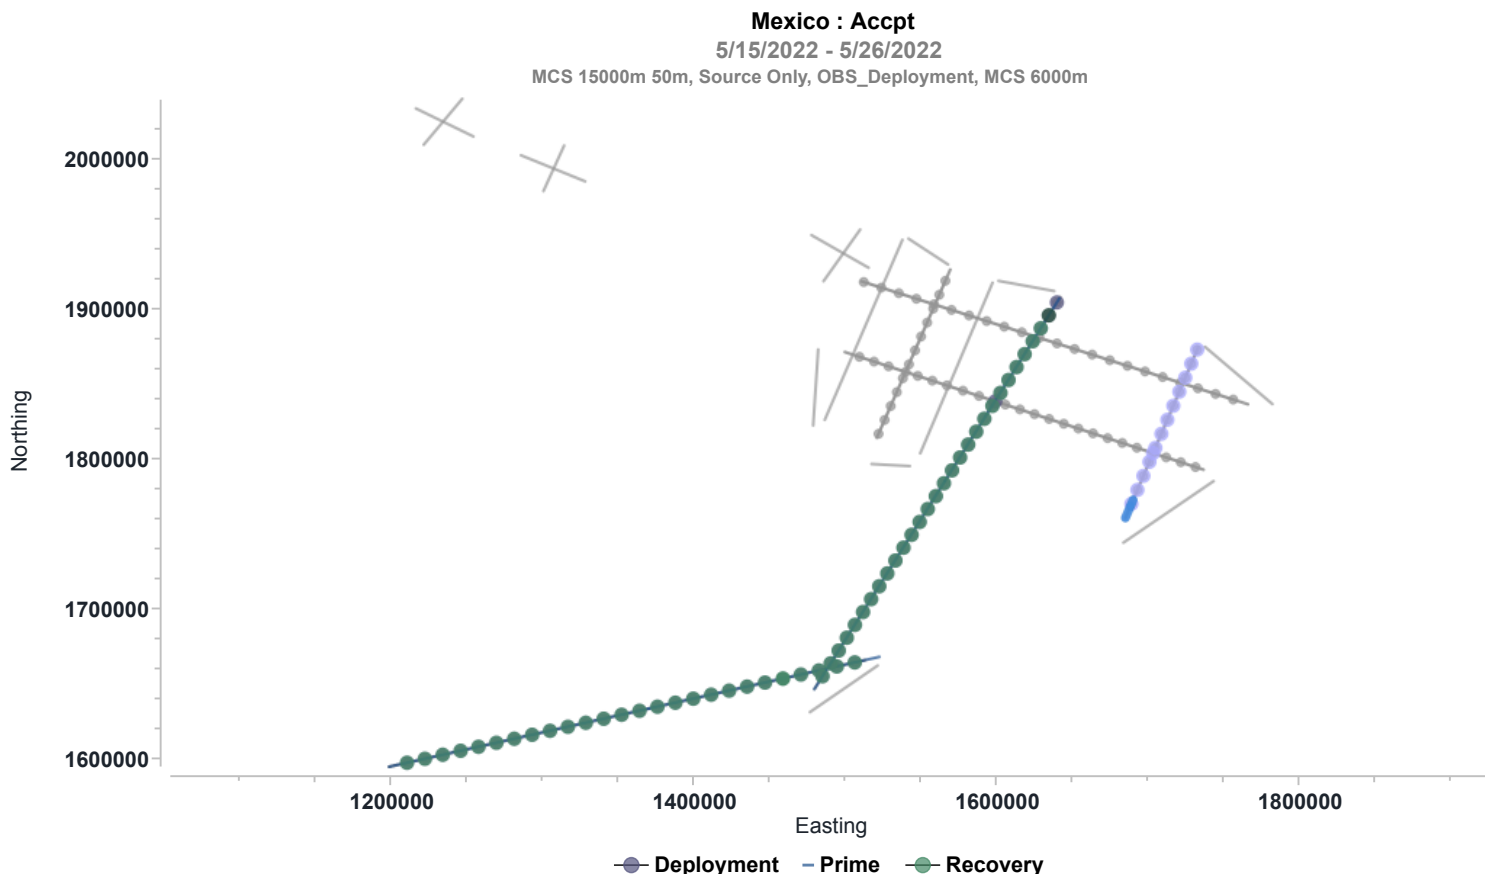 Mexico : Accpt
5/15/2022 - 5/26/2022
MCS 15000m 50m, Source Only, OBS_Deployment, MCS 6000m
Northing
2000000
1900000
1800000
1700000
1600000
1200000 1400000 1600000 1800000
Easting
Deployment Prime Recovery